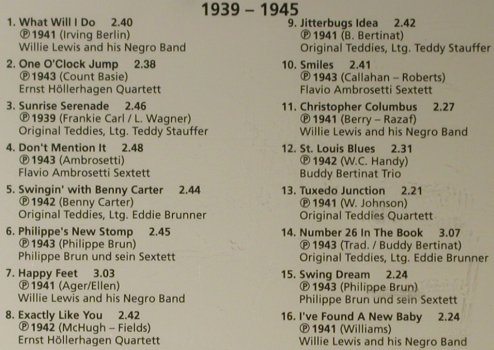 1939 – 1945
1. What Will I Do 2.40
Ⓟ 1941 (Irving Berlin)
Willie Lewis and his Negro Band
2. One O'Clock Jump 2.38
Ⓟ 1943 (Count Basie)
Ernst Höllerhagen Quartett
3. Sunrise Serenade 2.46
Ⓟ 1939 (Frankie Carl / L. Wagner)
Original Teddies, Ltg. Teddy Stauffer
4. Don't Mention It 2.48
Ⓟ 1943 (Ambrosetti)
Flavio Ambrosetti Sextett
5. Swingin' with Benny Carter 2.44
Ⓟ 1942 (Benny Carter)
Original Teddies, Ltg. Eddie Brunner
6. Philippe's New Stomp 2.45
Ⓟ 1943 (Philippe Brun)
Philippe Brun und sein Sextett
7. Happy Feet 3.03
Ⓟ 1941 (Ager/Ellen)
Willie Lewis and his Negro Band
8. Exactly Like You 2.42
Ⓟ 1942 (McHugh – Fields)
Ernst Höllerhagen Quartett
9. Jitterbugs Idea 2.42
Ⓟ 1941 (B. Bertinat)
Original Teddies, Ltg. Teddy Stauffer
10. Smiles 2.41
Ⓟ 1943 (Callahan – Roberts)
Flavio Ambrosetti Sextett
11. Christopher Columbus 2.27
Ⓟ 1941 (Berry – Razaf)
Willie Lewis and his Negro Band
12. St. Louis Blues 2.31
Ⓟ 1942 (W.C. Handy)
Buddy Bertinat Trio
13. Tuxedo Junction 2.21
Ⓟ 1941 (W. Johnson)
Original Teddies Quartett
14. Number 26 In The Book 3.07
Ⓟ 1943 (Trad. / Buddy Bertinat)
Original Teddies, Ltg. Eddie Brunner
15. Swing Dream 2.24
Ⓟ 1943 (Philippe Brun)
Philippe Brun und sein Sextett
16. I've Found A New Baby 2.24
Ⓟ 1941 (Williams)
Willie Lewis and his Negro Band